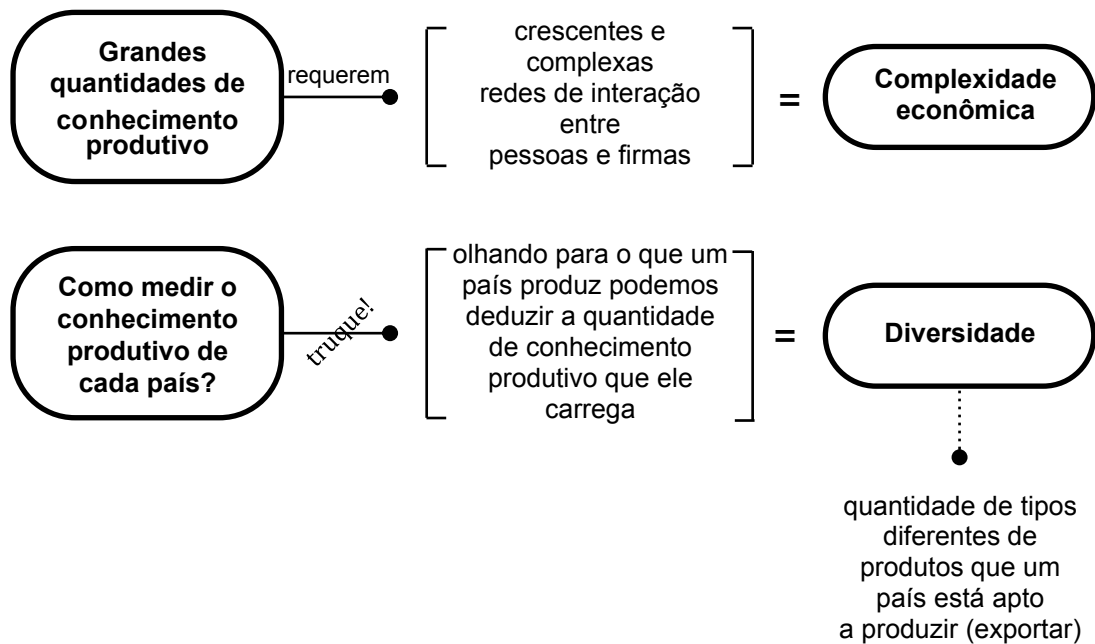 Grandes
quantidades de
conhecimento
produtivo
requerem
crescentes e
complexas
redes de interação
entre
pessoas e firmas
=
Complexidade
econômica
Como medir o
conhecimento
produtivo de
cada país?
truque!
olhando para o que um
país produz podemos
deduzir a quantidade
de conhecimento
produtivo que ele
carrega
=
Diversidade
quantidade de tipos
diferentes de
produtos que um
país está apto
a produzir (exportar)